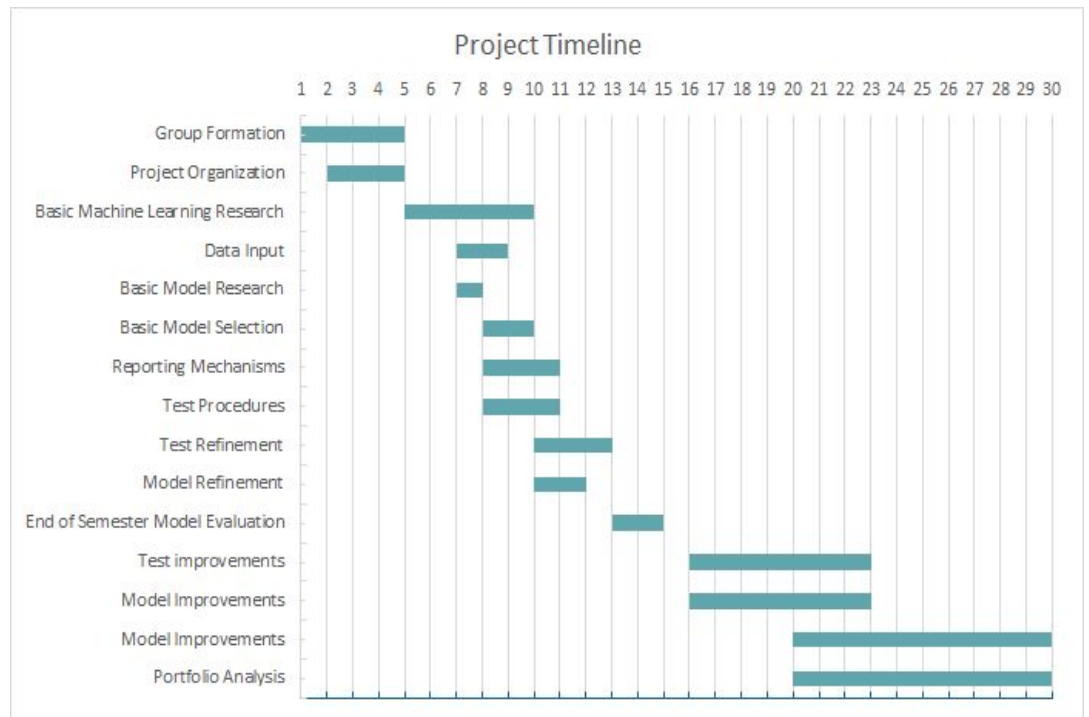 Project Timeline
1 2 3 4 5 6 7 8 9 10 11 12 13 14 15 16 17 18 19 20 21 22 23 24 25 26 27 28 29 30
Group Formation
Project Organization
Basic Machine Learning Research
Data Input
Basic Model Research
Basic Model Selection
Reporting Mechanisms
Test Procedures
Test Refinement
Model Refinement
End of Semester Model Evaluation
Test improvements
Model Improvements
Model Improvements
Portfolio Analysis